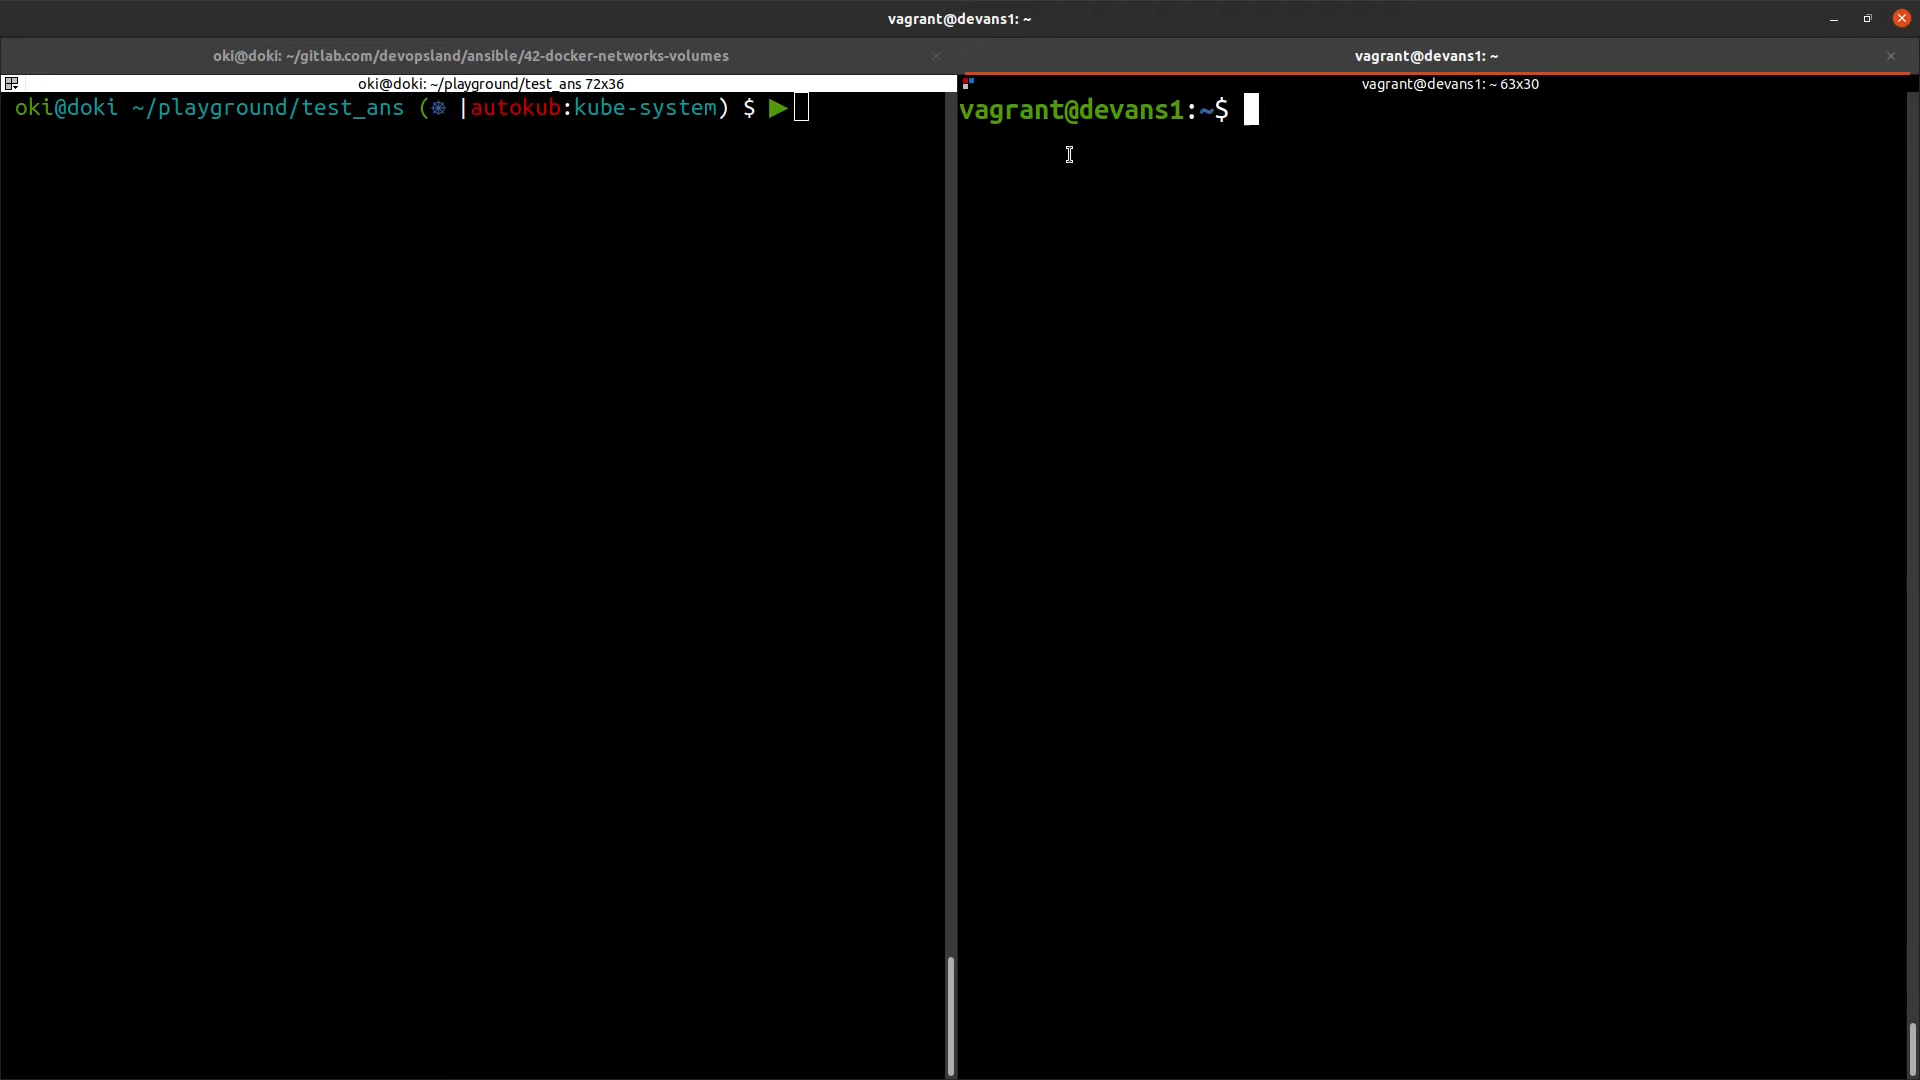 vagrant@devans1: ~
oki@doki: ~/gitlab.com/devopsland/ansible/42-docker-networks-volumes
vagrant@devans1: ~
oki@doki: ~/playground/test_ans 72x36
vagrant@devans1: ~ 63x30
oki@doki ~/playground/test_ans (⎈ |autokub:kube-system) $ ▶
vagrant@devans1:~$